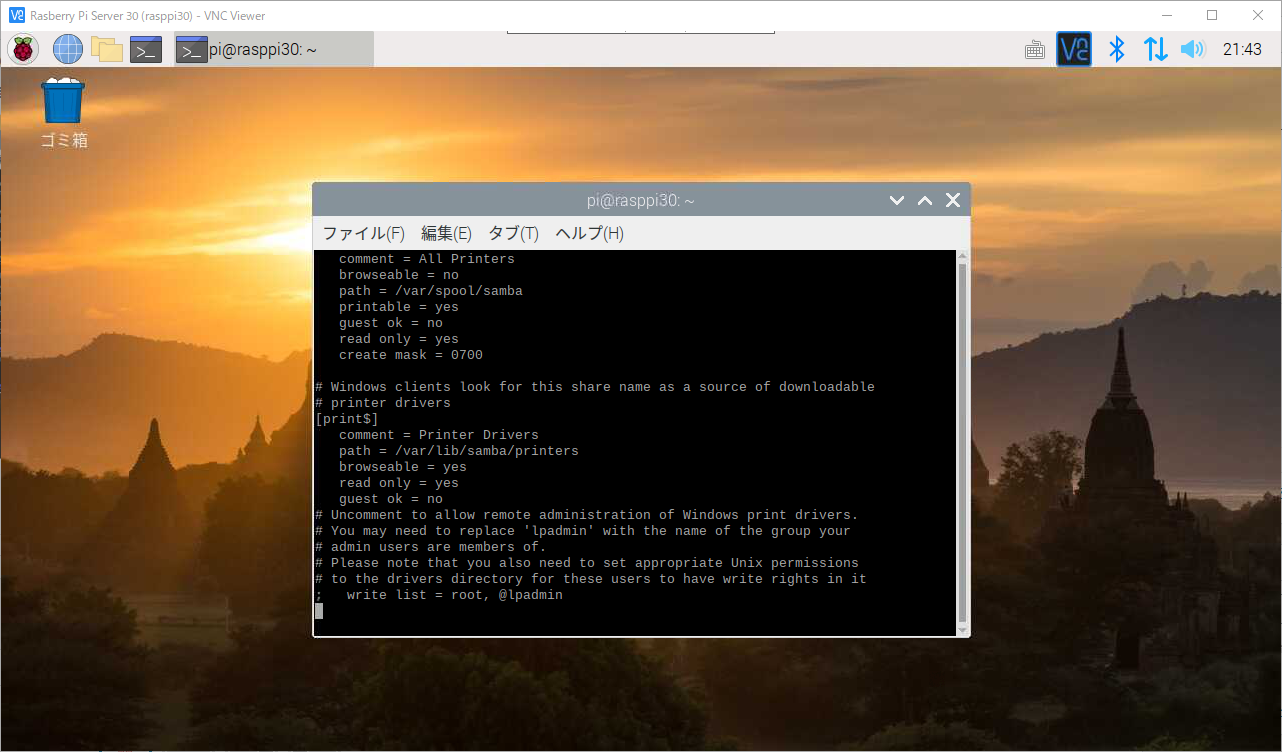 Rasberry Pi Server 30 (rasppi30) - VNC Viewer
pi@rasppi30: ~
21:43
ゴミ箱
pi@rasppi30: ~
ファイル(F) 編集(E) タブ(T) ヘルプ(H)
comment = All Printers
browseable = no
path = /var/spool/samba
printable = yes
guest ok = no
read only = yes
create mask = 0700
# Windows clients look for this share name as a source of downloadable
# printer drivers
[print$]
comment = Printer Drivers
path = /var/lib/samba/printers
browseable = yes
read only = yes
guest ok = no
# Uncomment to allow remote administration of Windows print drivers.
# You may need to replace 'lpadmin' with the name of the group your
# admin users are members of.
# Please note that you also need to set appropriate Unix permissions
# to the drivers directory for these users to have write rights in it
;   write list = root, @lpadmin